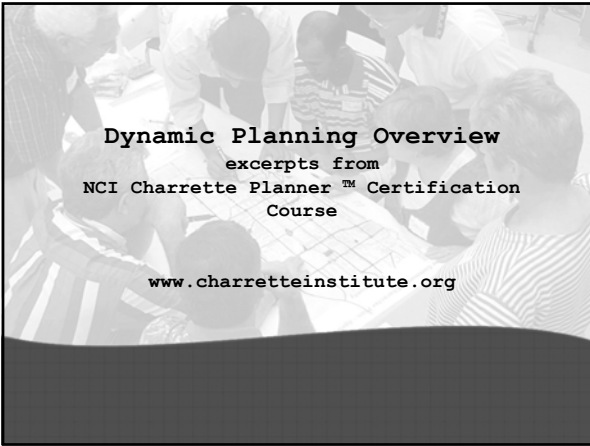 Dynamic Planning Overview
excerpts from
NCI Charrette Planner ™ Certification
Course
www.charretteinstitute.org